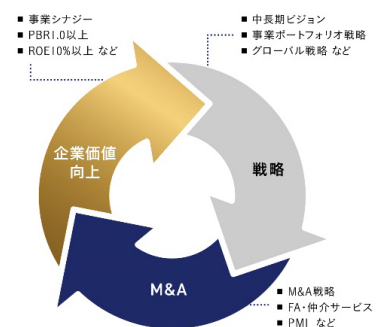 ■ 事業シナジー
■ PBR1.0以上
■ ROE10%以上 など
■ 中長期ビジョン
■ 事業ポートフォリオ戦略
■ グローバル戦略 など
企業価値
向上
戦略
M&A
■ M&A戦略
■ FA・仲介サービス
■ PMI など